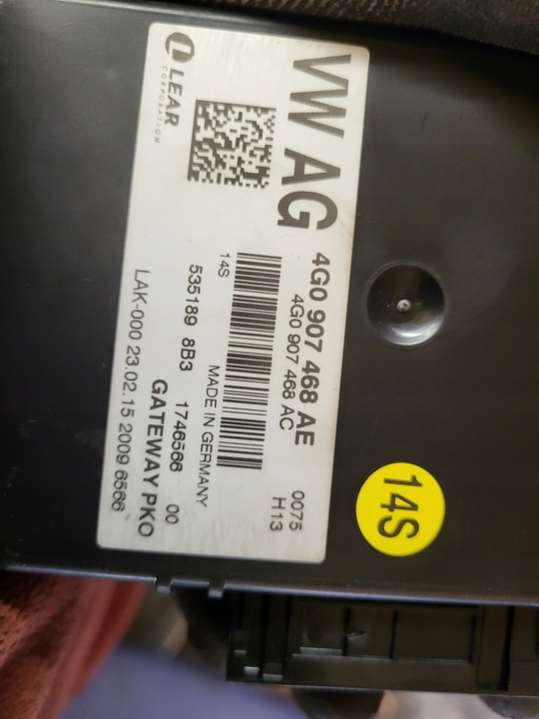 LEAR
CORPORATION
VW AG
4G0 907 468 AE 0075
4G0 907 468 AC H13
14S
MADE IN GERMANY
535189 8B3 1746566 00
GATEWAY PKO
LAK-000 23.02.15 2009 6566
14S